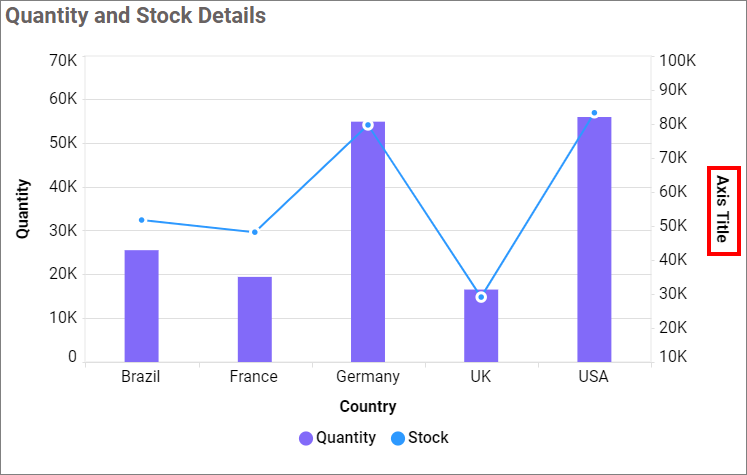 Quantity and Stock Details
70K
60K
50K
40K
30K
20K
10K
0
Quantity
100K
90K
80K
70K
60K
50K
40K
30K
20K
10K
Axis Title
Brazil France Germany UK USA
Country
Quantity Stock